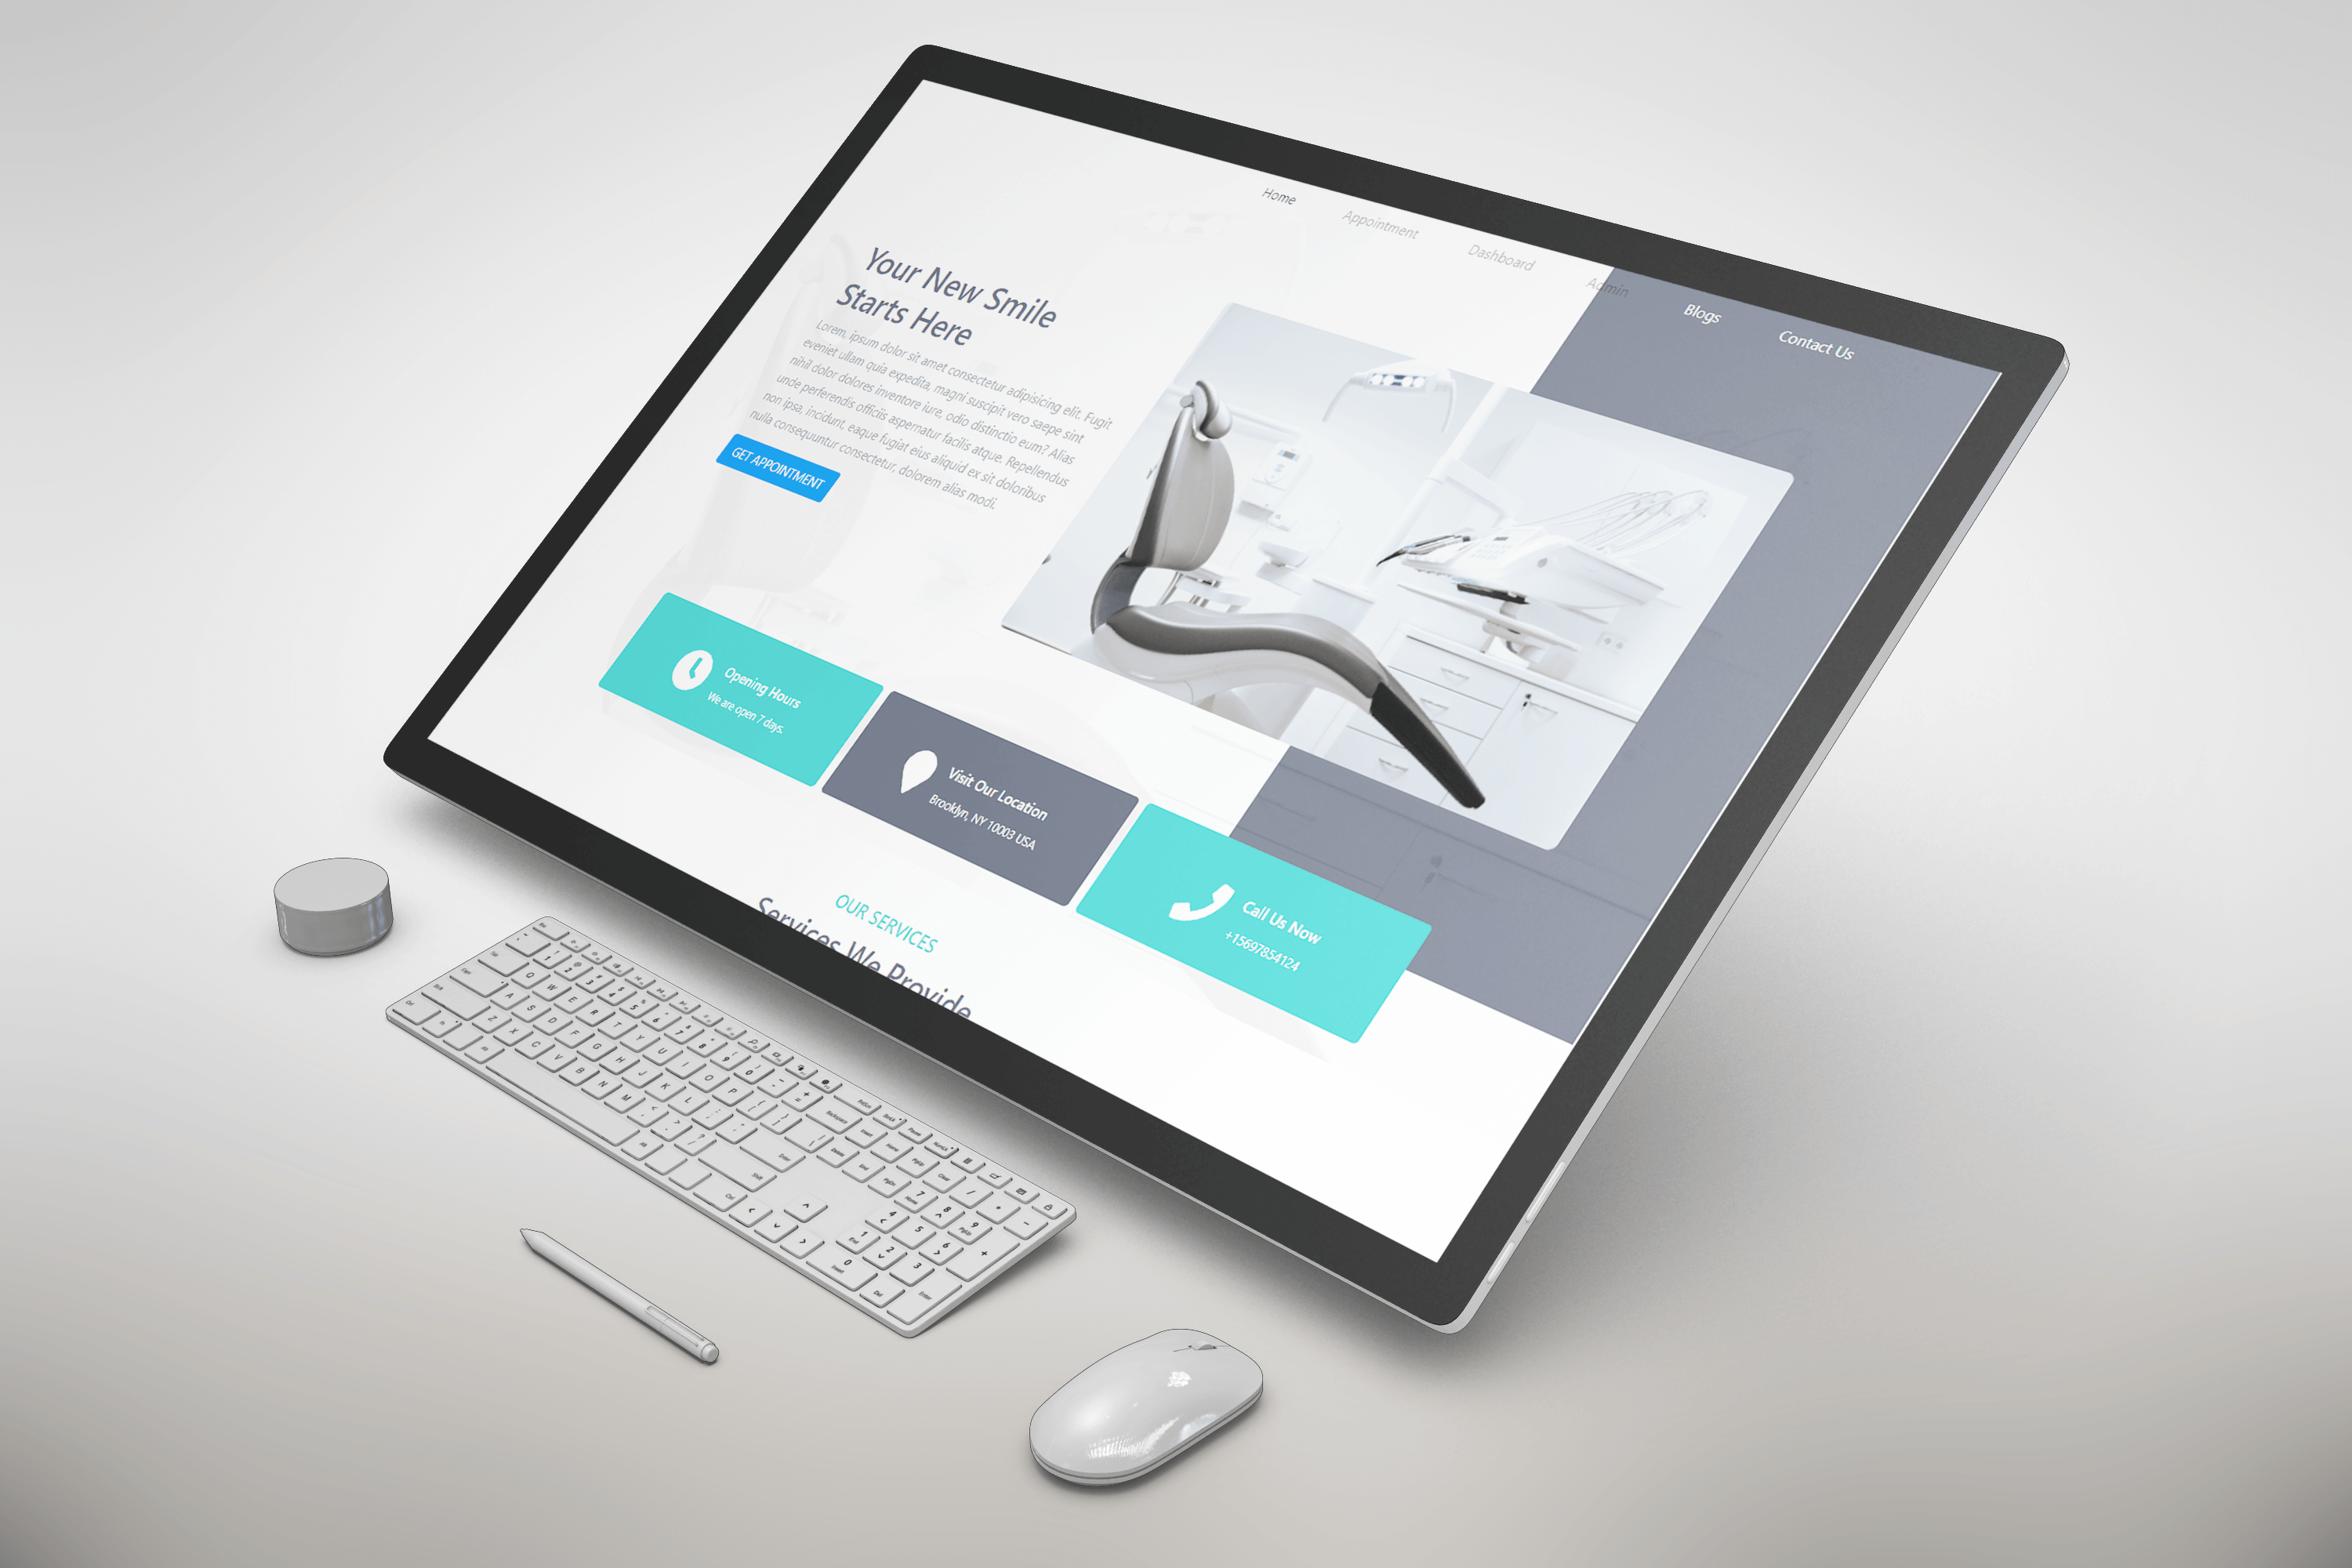 Home
Appointment
Dashboard
Admin
Blogs
Contact Us
Your New Smile
Starts Here
Lorem, ipsum dolor sit amet consectetur adipisicing elit. Fugit
eveniet ullam quia expedita, magni suscipit vero saepe sint
nihil dolor dolores inventore iure, odio distinctio eum? Alias
unde perferendis officiis aspernatur facilis atque. Repellendus
non ipsa, incidunt, eaque fugiat eius aliquid ex sit doloribus
nulla consequuntur consectetur, dolorem alias modi.
GET APPOINTMENT
Opening Hours
We are open 7 days.
Visit Our Location
Brooklyn, NY 10003 USA
Call Us Now
+15697854124
OUR SERVICES
Services We Provide